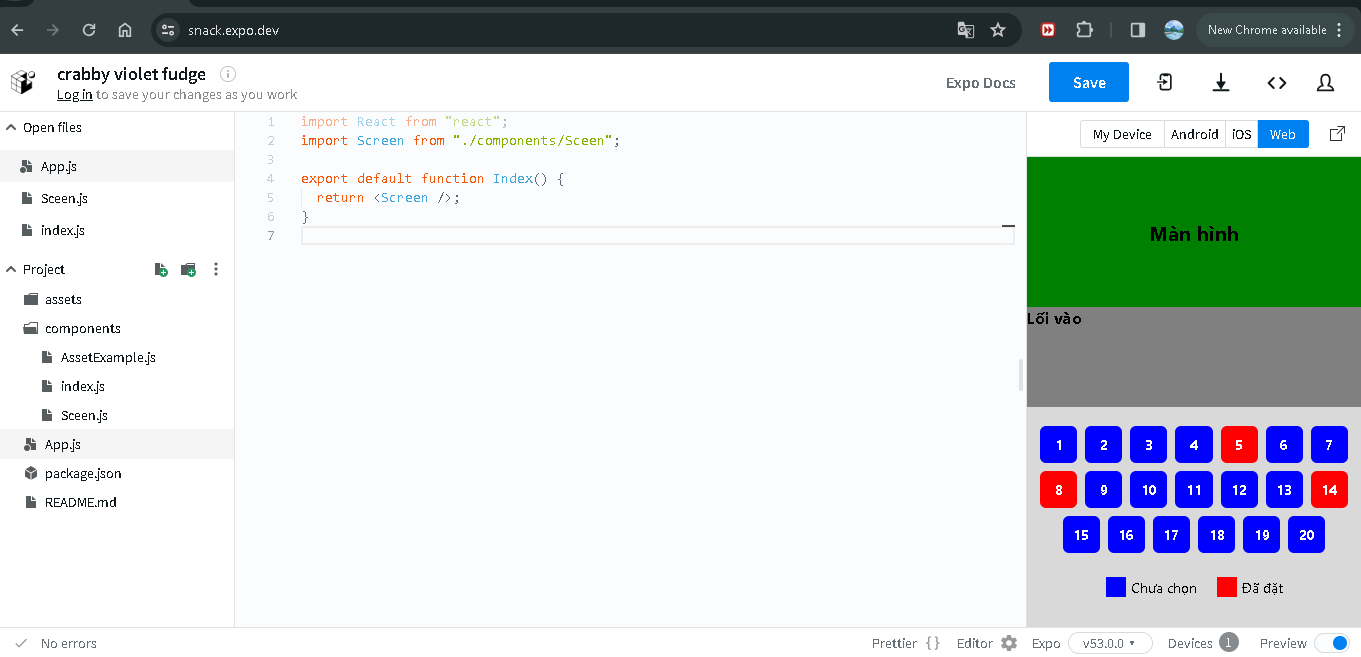 snack.expo.dev
New Chrome available
crabby violet fudge
Log in to save your changes as you work
Expo Docs
Save
Open files
App.js
Sceen.js
index.js
Project
assets
components
AssetExample.js
index.js
Sceen.js
App.js
package.json
README.md
1 import React from "react";
2 import Screen from "./components/Sceen";
3
4 export default function Index() {
5 return <Screen />;
6 }
7
My Device Android iOS Web
Màn hình
Lối vào
1 2 3 4 5 6 7
8 9 10 11 12 13 14
15 16 17 18 19 20
Chưa chọn Đã đặt
No errors
Prettier {} Editor Expo v53.0.0 Devices 1 Preview